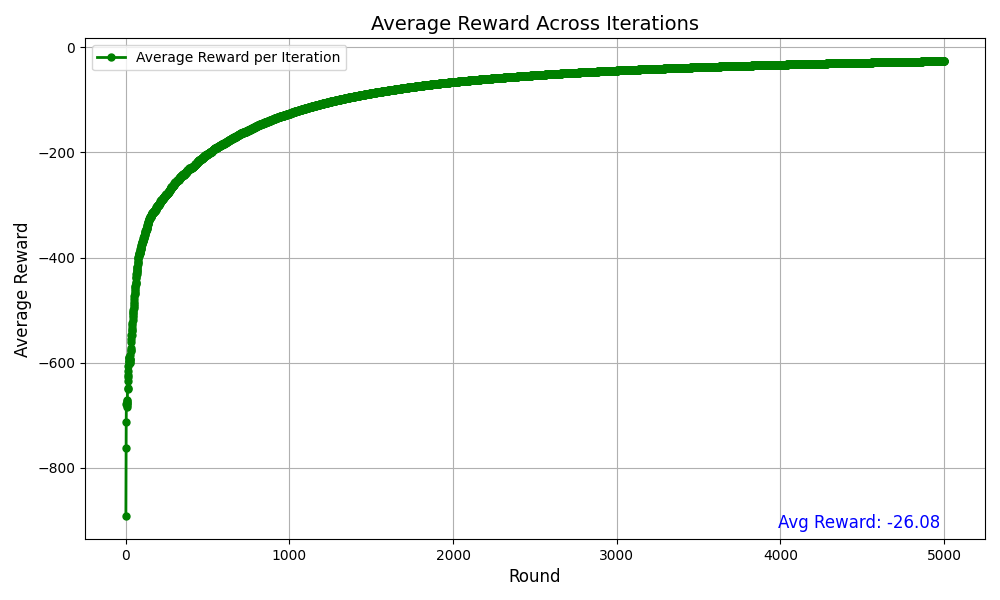 Average Reward Across Iterations
Average Reward per Iteration
Average Reward
0
−200
−400
−600
−800
Avg Reward: -26.08
0 1000 2000 3000 4000 5000
Round